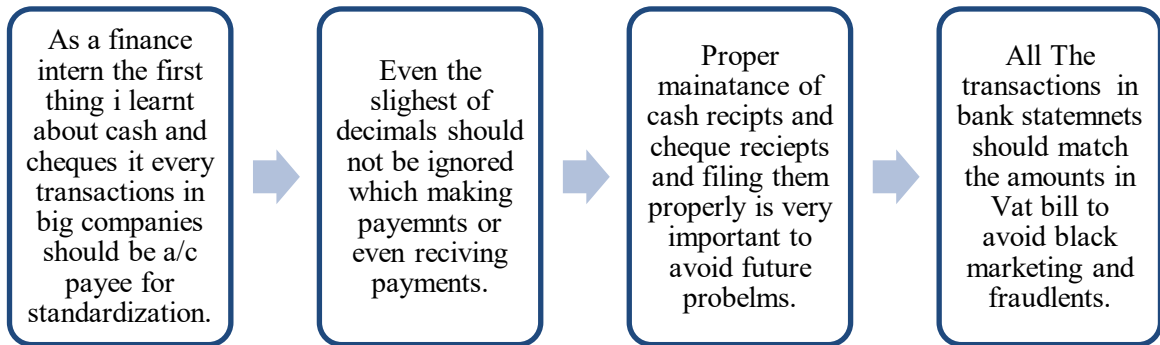 As a finance
intern the first
thing i learnt
about cash and
cheques it every
transactions in
big companies
should be a/c
payee for
standardization.
Even the
slighest of
decimals should
not be ignored
which making
payemnts or
even reciving
payments.
Proper
mainatance of
cash recipts and
cheque reciepts
and filing them
properly is very
important to
avoid future
probelms.
All The
transactions in
bank statemnets
should match
the amounts in
Vat bill to
avoid black
marketing and
fraudlents.